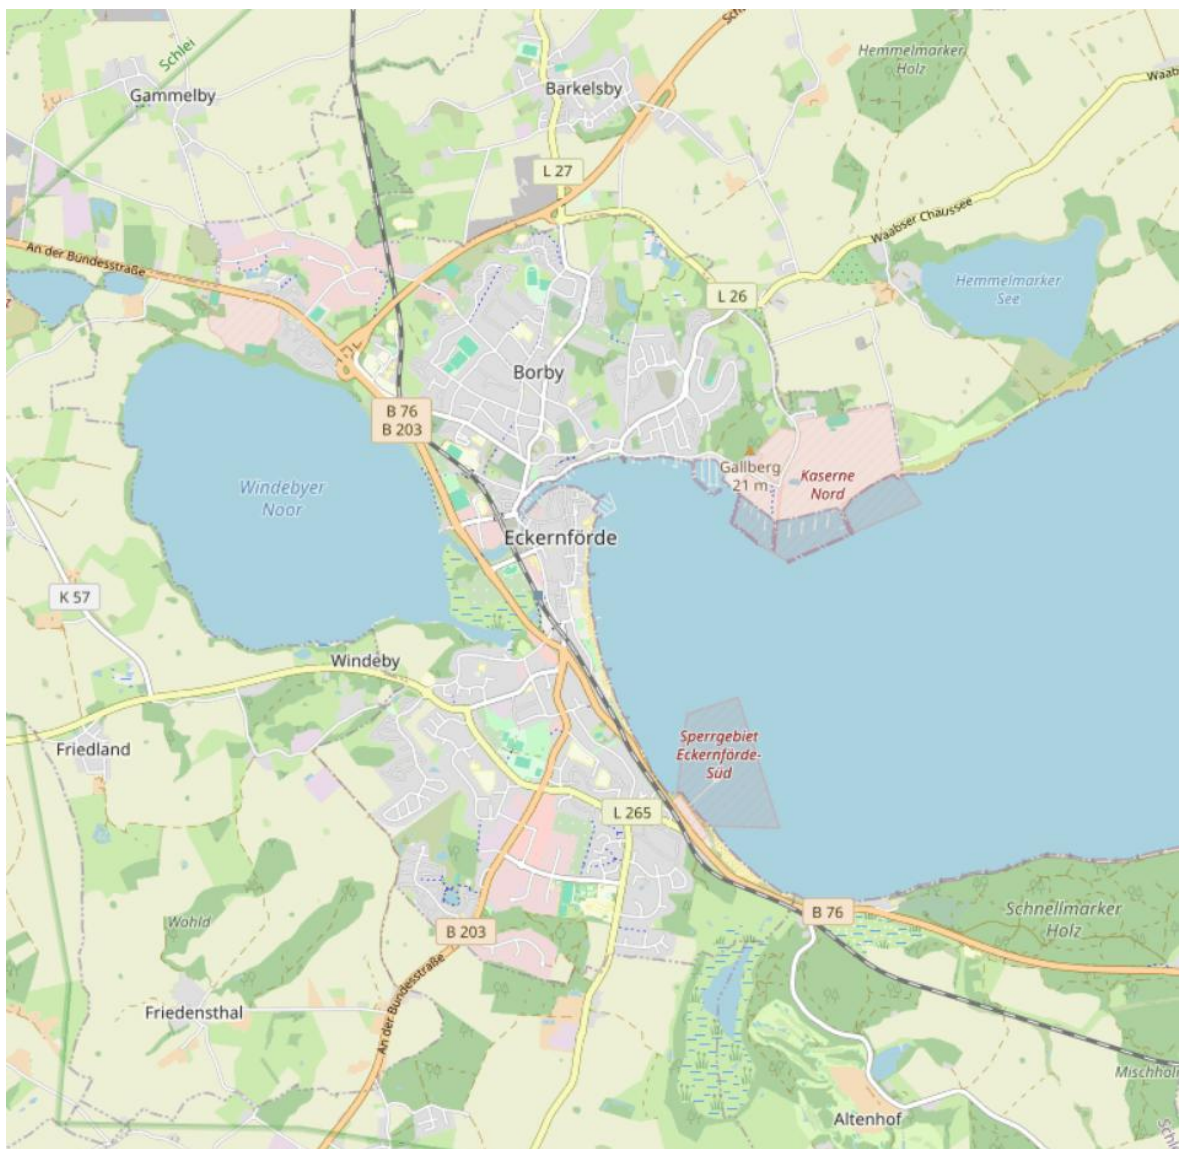 Schlei
Hemmelmarker
Holz
Gammelby
Barkelsby
L 27
Waabser Chaussee
An der Bundesstraße
Hemmelmarker
See
L 26
Borby
B 76
B 203
Gallberg
21 m
Kaserne
Nord
Windebyer
Noor
Eckernförde
K 57
Windeby
Friedland
Sperrgebiet
Eckernförde-
Süd
L 265
Wohld
B 203
B 76
Schnellmarker
Holz
An der Bundesstraße
Friedensthal
Altenhof